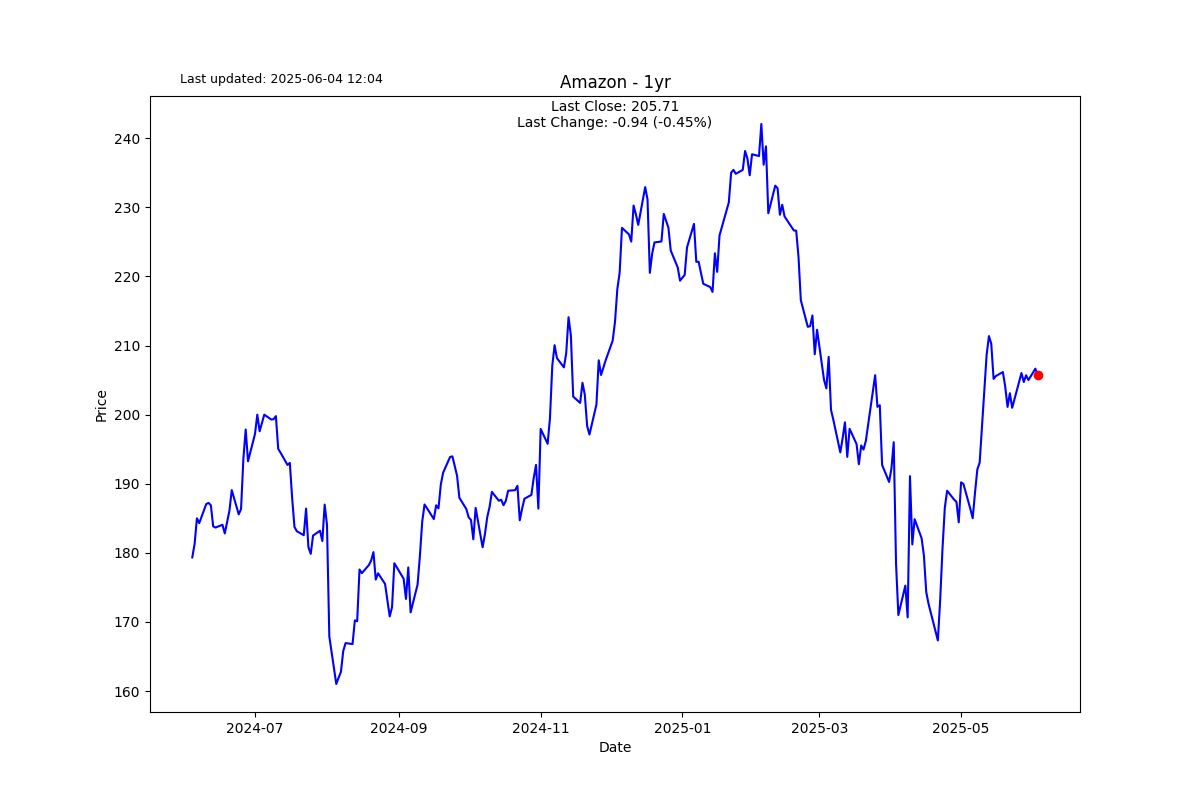 Last updated: 2025-06-04 12:04
Amazon - 1yr
Last Close: 205.71
Last Change: -0.94 (-0.45%)
240
230
220
210
200
190
180
170
160
Price
2024-07
2024-09
2024-11
2025-01
2025-03
2025-05
Date